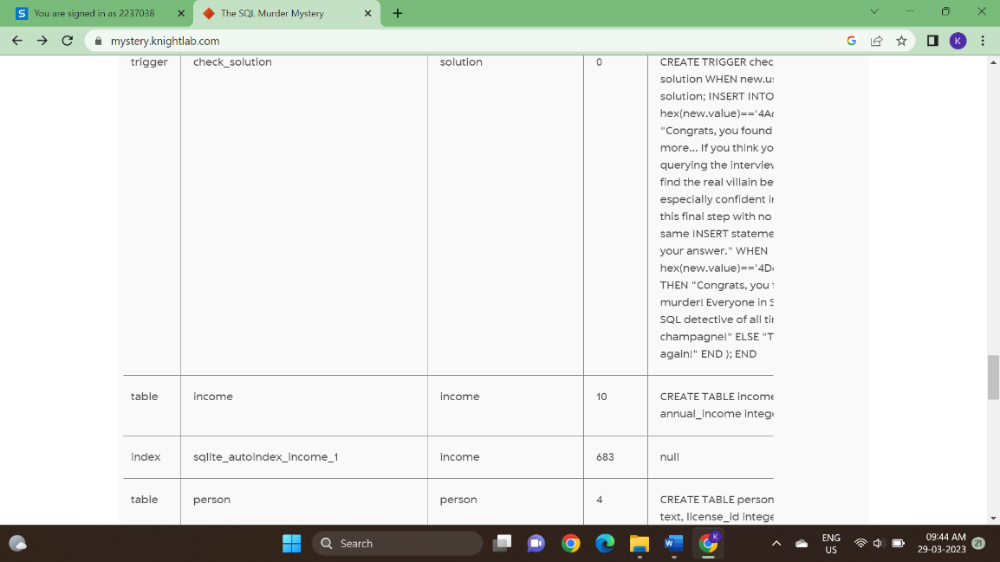 You are signed in as 2237038
The SQL Murder Mystery
mystery.knightlab.com
K
trigger check_solution solution 0 CREATE TRIGGER chec
solution WHEN new.u
solution; INSERT INTO
hex(new.value)=='4A
"Congrats, you found
more... If you think yo
querying the intervie
find the real villain be
especially confident i
this final step with no
same INSERT stateme
your answer." WHEN
hex(new.value)=='4D
THEN "Congrats, you
murder! Everyone in S
SQL detective of all ti
champagne!" ELSE "T
again!" END ); END
table income income 10 CREATE TABLE income
annual_income intege
index sqlite_autoindex_income_1 income 683 null
table person person 4 CREATE TABLE person
text, license_id intege
Search
ENG
US
09:44 AM
29-03-2023
21